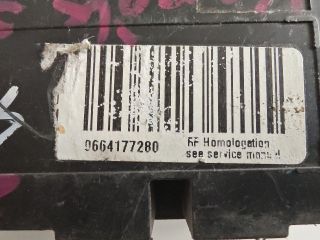 9664177280
RF Homologation
see service manual